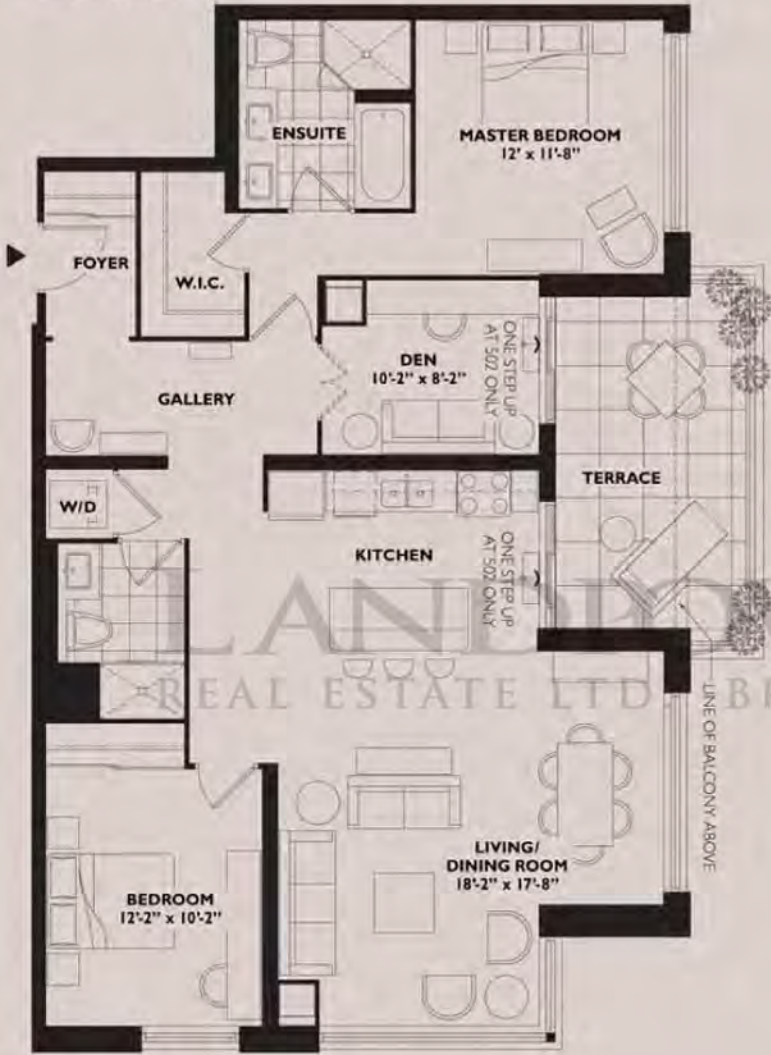 ENSUITE
MASTER BEDROOM
12' x 11'-8"
FOYER
W.I.C.
DEN
10'-2" x 8'-2"
ONE STEP UP
AT 502 ONLY
GALLERY
TERRACE
W/D
KITCHEN
ONE STEP UP
AT 502 ONLY
REAL ESTATE LTD.
LINE OF BALCONY ABOVE
LIVING/
DINING ROOM
18'-2" x 17'-8"
BEDROOM
12'-2" x 10'-2"